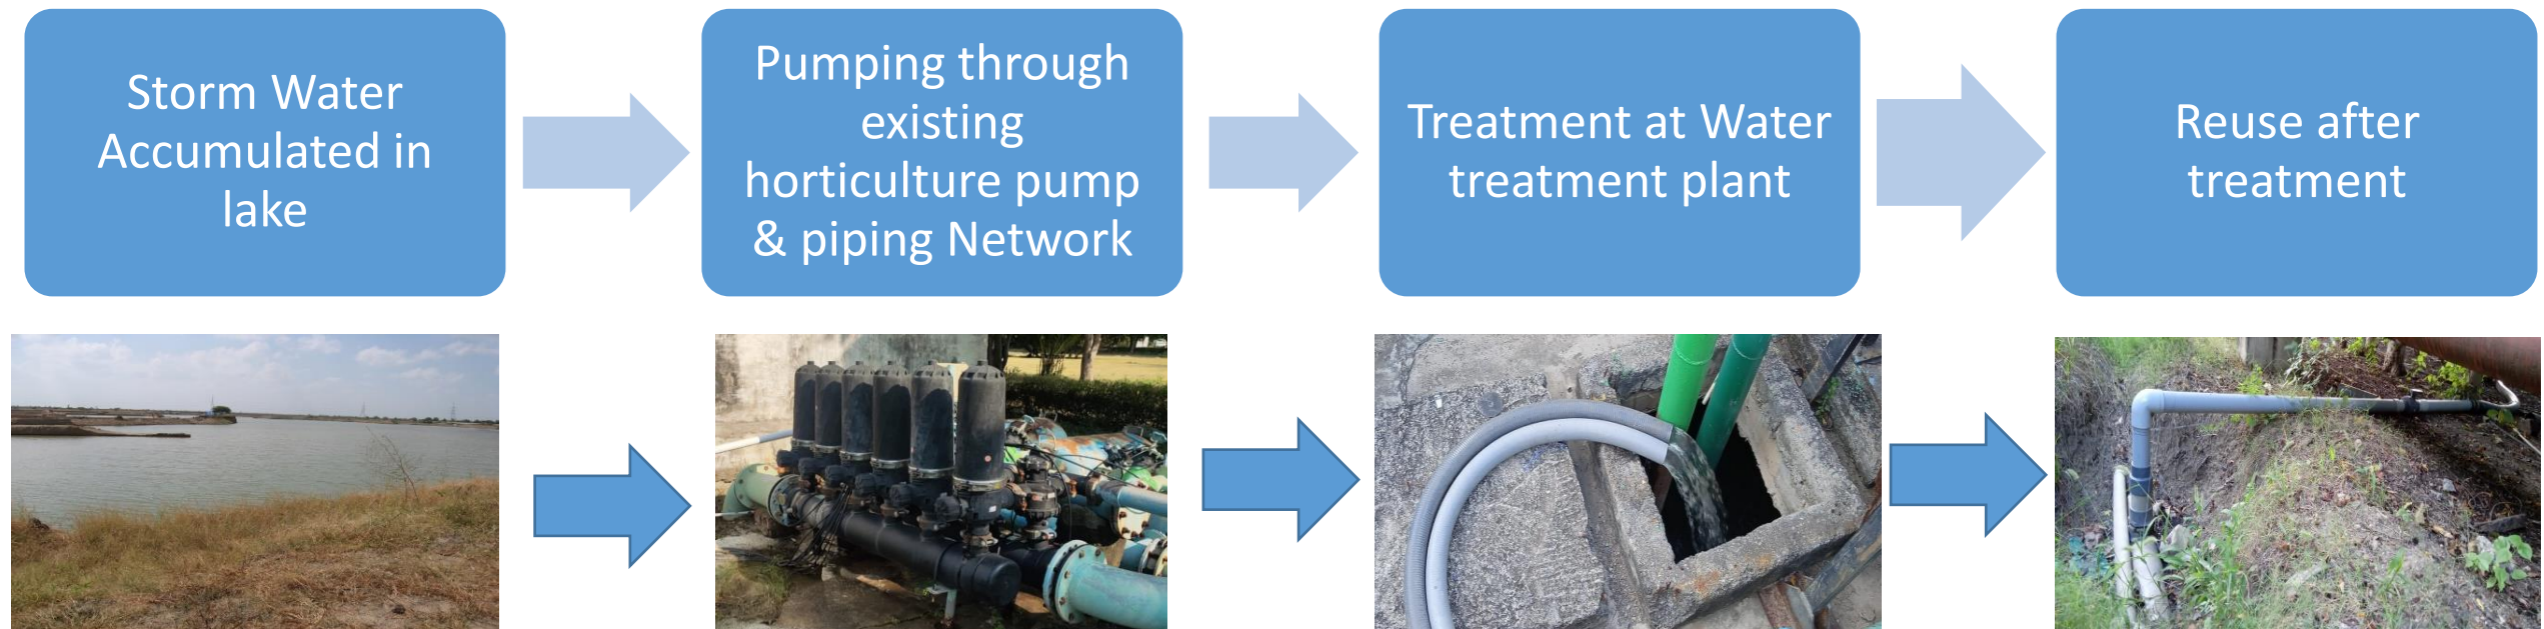 Storm Water
Accumulated in
lake
Pumping through
existing
horticulture pump
& piping Network
Treatment at Water
treatment plant
Reuse after
treatment